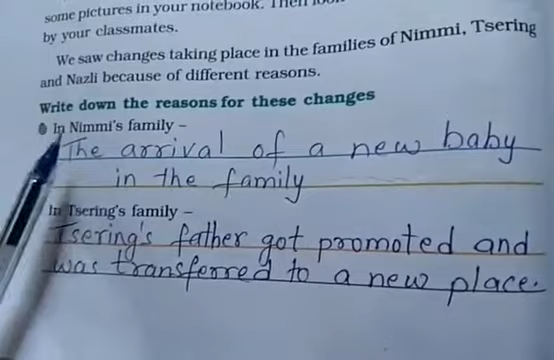 some pictures in your notebook. Then
by your classmates.
We saw changes taking place in the families of Nimmi, Tsering
and Nazli because of different reasons.
Write down the reasons for these changes
In Nimmi's family –
The arrival of a new baby
in the family
In Tsering's family –
Tsering's father got promoted and
was transferred to a new place.